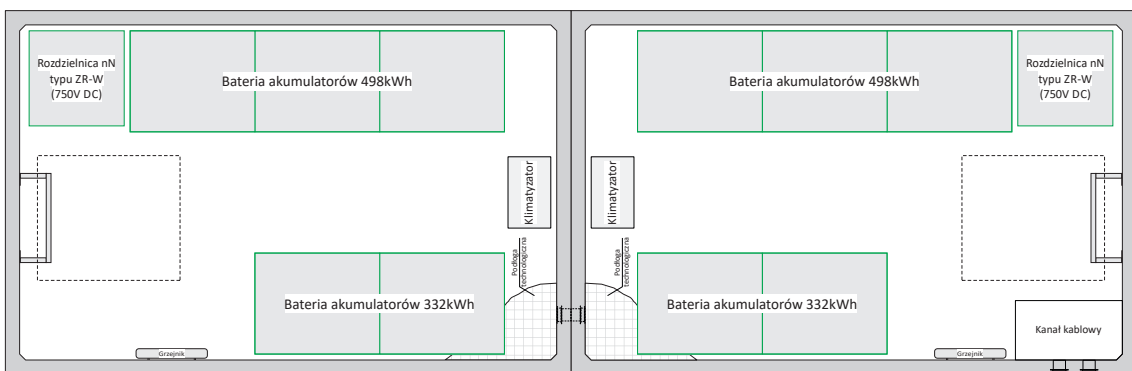 Rozdzielnica nN
typu ZR-W
(750V DC)
Bateria akumulatorów 498kWh
Bateria akumulatorów 498kWh
Rozdzielnica nN
typu ZR-W
(750V DC)
Klimatyzator
Klimatyzator
Podłoga
technologiczna
Podłoga
technologiczna
Bateria akumulatorów 332kWh
Bateria akumulatorów 332kWh
Kanał kablowy
Grzejnik
Grzejnik